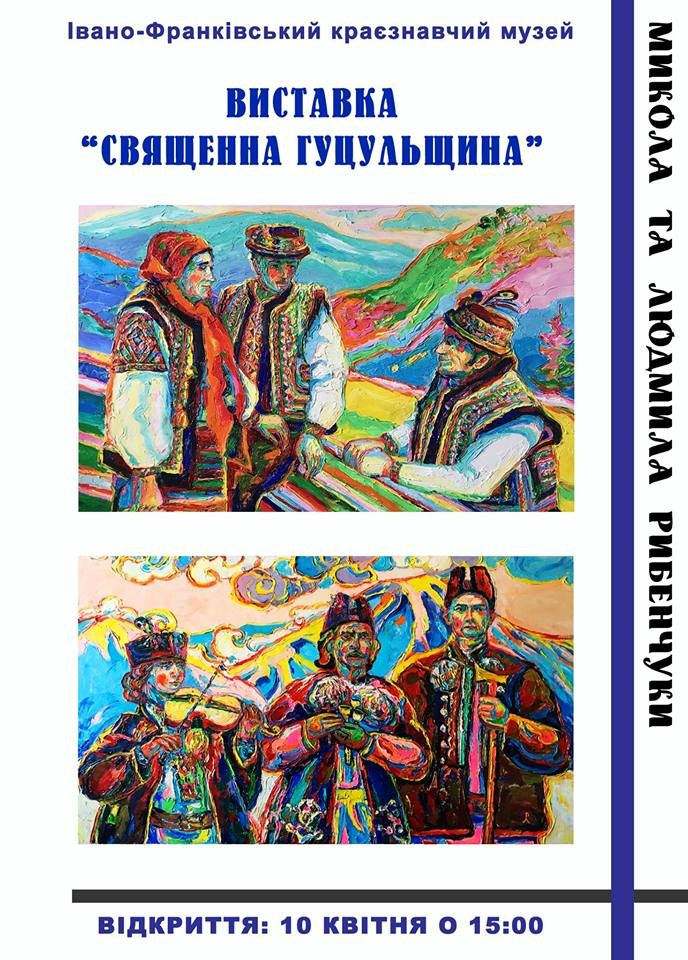 Івано-Франківський краєзнавчий музей
ВИСТАВКА
“СВЯЩЕННА ГУЦУЛЬЩИНА”
МИКОЛА ТА ЛЮДМИЛА РИБЕНЧУКИ
ВІДКРИТТЯ: 10 КВІТНЯ О 15:00